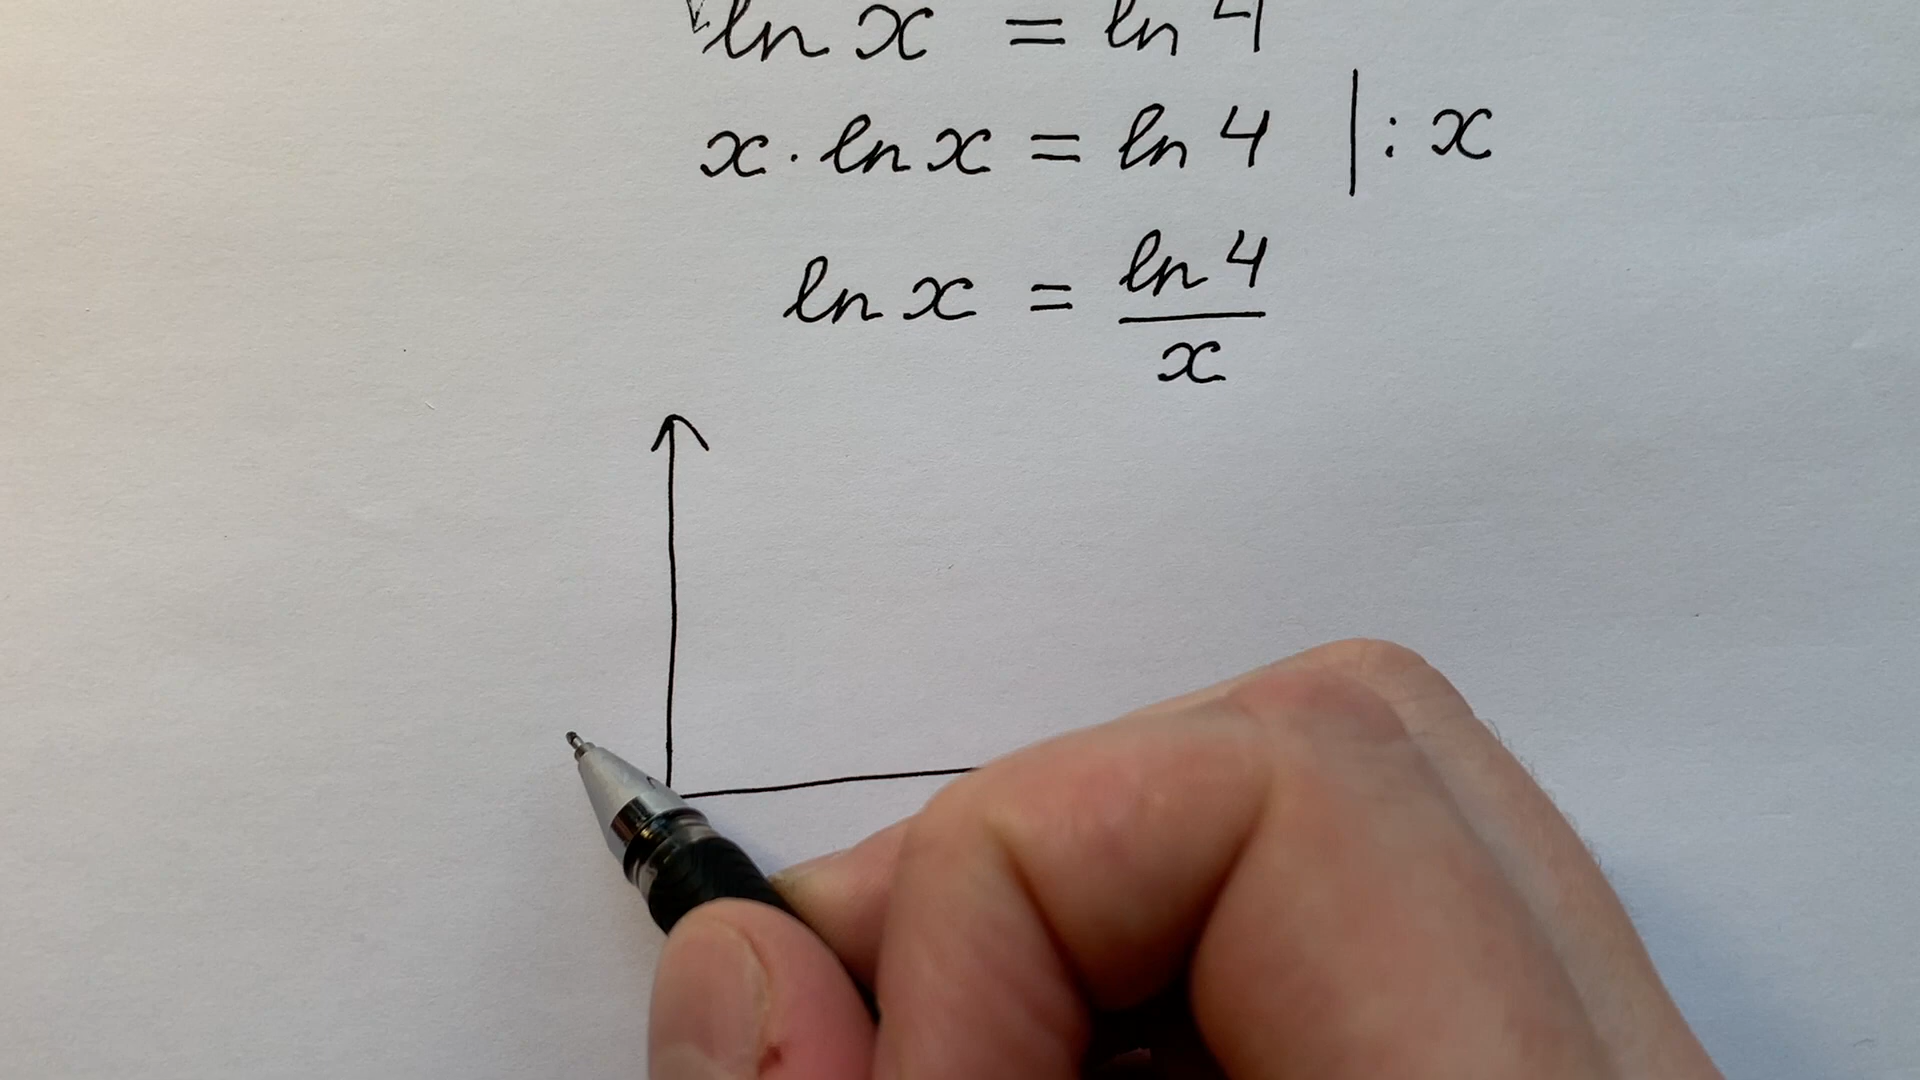 ln x = ln 4
x · ln x = ln 4 | : x
ln x = ln 4 / x